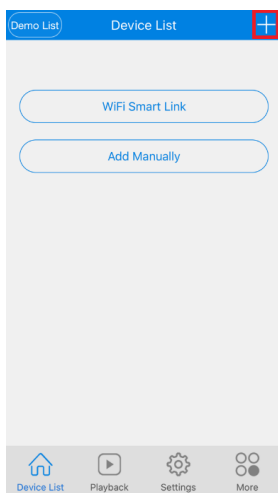 Demo List Device List
WiFi Smart Link
Add Manually
Device List Playback Settings More